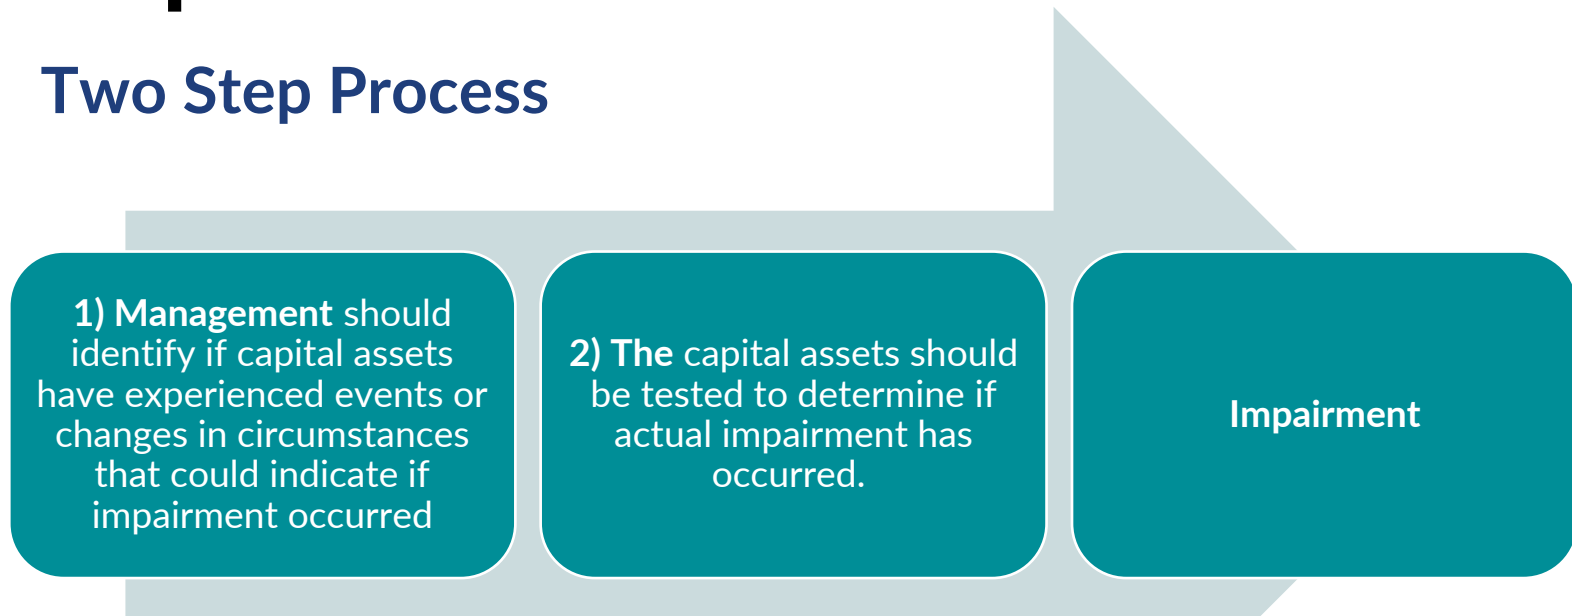 Two Step Process
1) Management should
identify if capital assets
have experienced events or
changes in circumstances
that could indicate if
impairment occurred
2) The capital assets should
be tested to determine if
actual impairment has
occurred.
Impairment